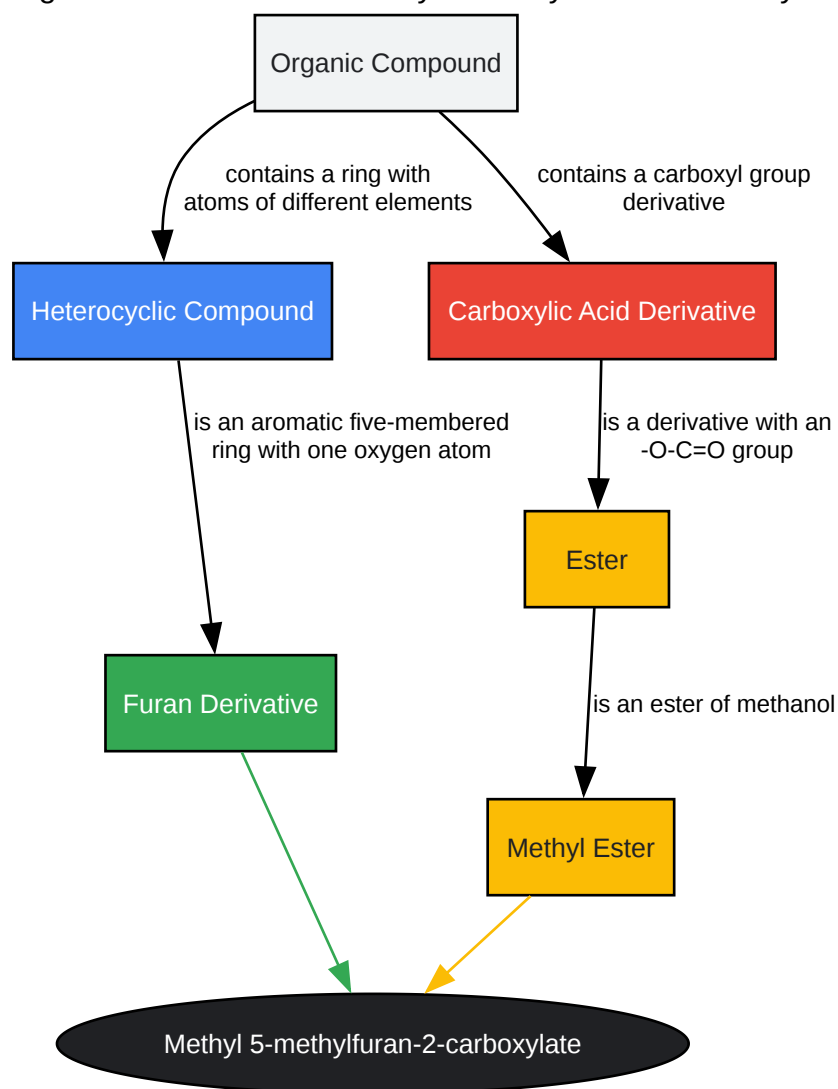 Organic Compound
contains a ring with
atoms of different elements
contains a carboxyl group
derivative
Heterocyclic Compound
Carboxylic Acid Derivative
is an aromatic five-membered
ring with one oxygen atom
is a derivative with an
-O-C=O group
Ester
Furan Derivative
is an ester of methanol
Methyl Ester
Methyl 5-methylfuran-2-carboxylate